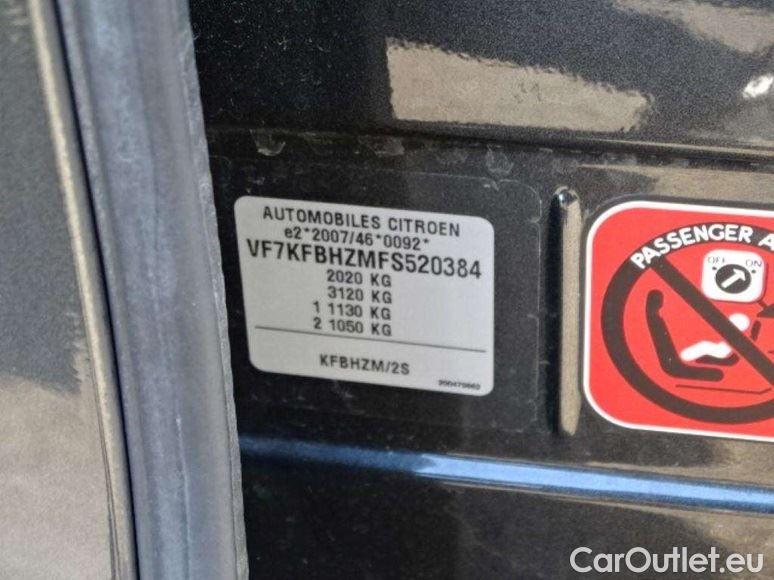 AUTOMOBILES CITROEN
e2*2007/46*0092*
VF7KFBHZMFS520384
2020 KG
3120 KG
1 1130 KG
2 1050 KG
KFBHZM/2S
PASSENGER
OFF ON
CarOutlet.eu